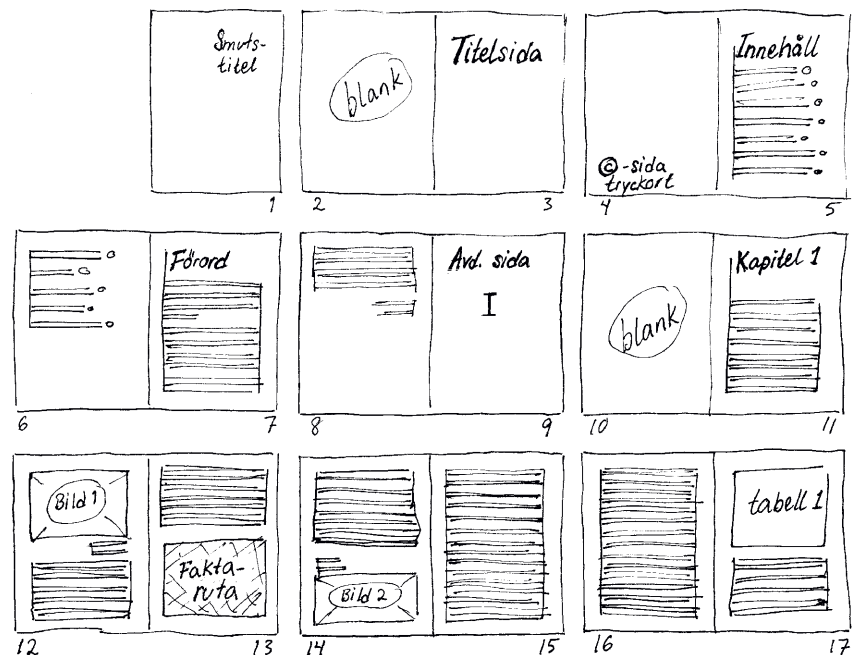 Smuts-
titel
1
blank
2
Titelsida
3
©-sida
tryckort
4
Innehåll
5
6
Förord
7
8
Avd. sida
I
9
blank
10
Kapitel 1
11
Bild 1
12
Fakta-
ruta
13
Bild 2
14
15
16
tabell 1
17